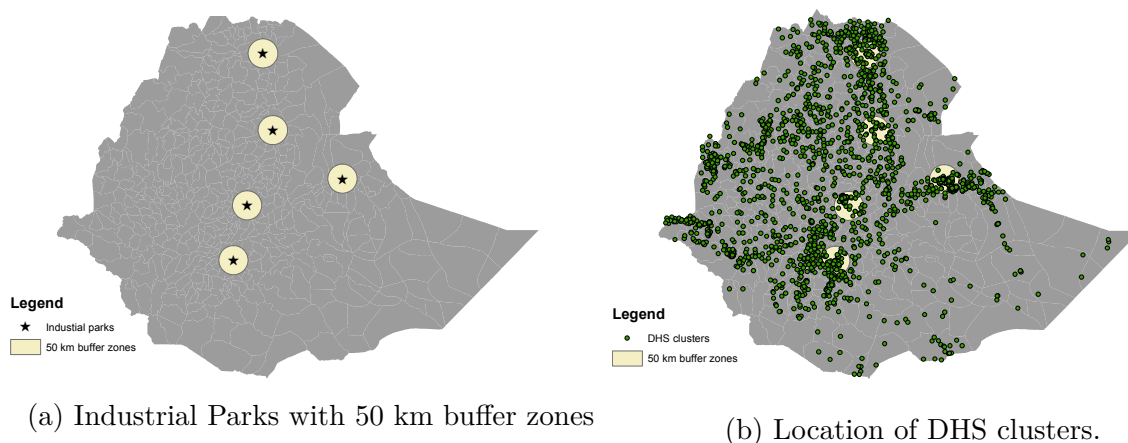 Legend
Industial parks
50 km buffer zones
(a) Industrial Parks with 50 km buffer zones
Legend
DHS clusters
50 km buffer zones
(b) Location of DHS clusters.